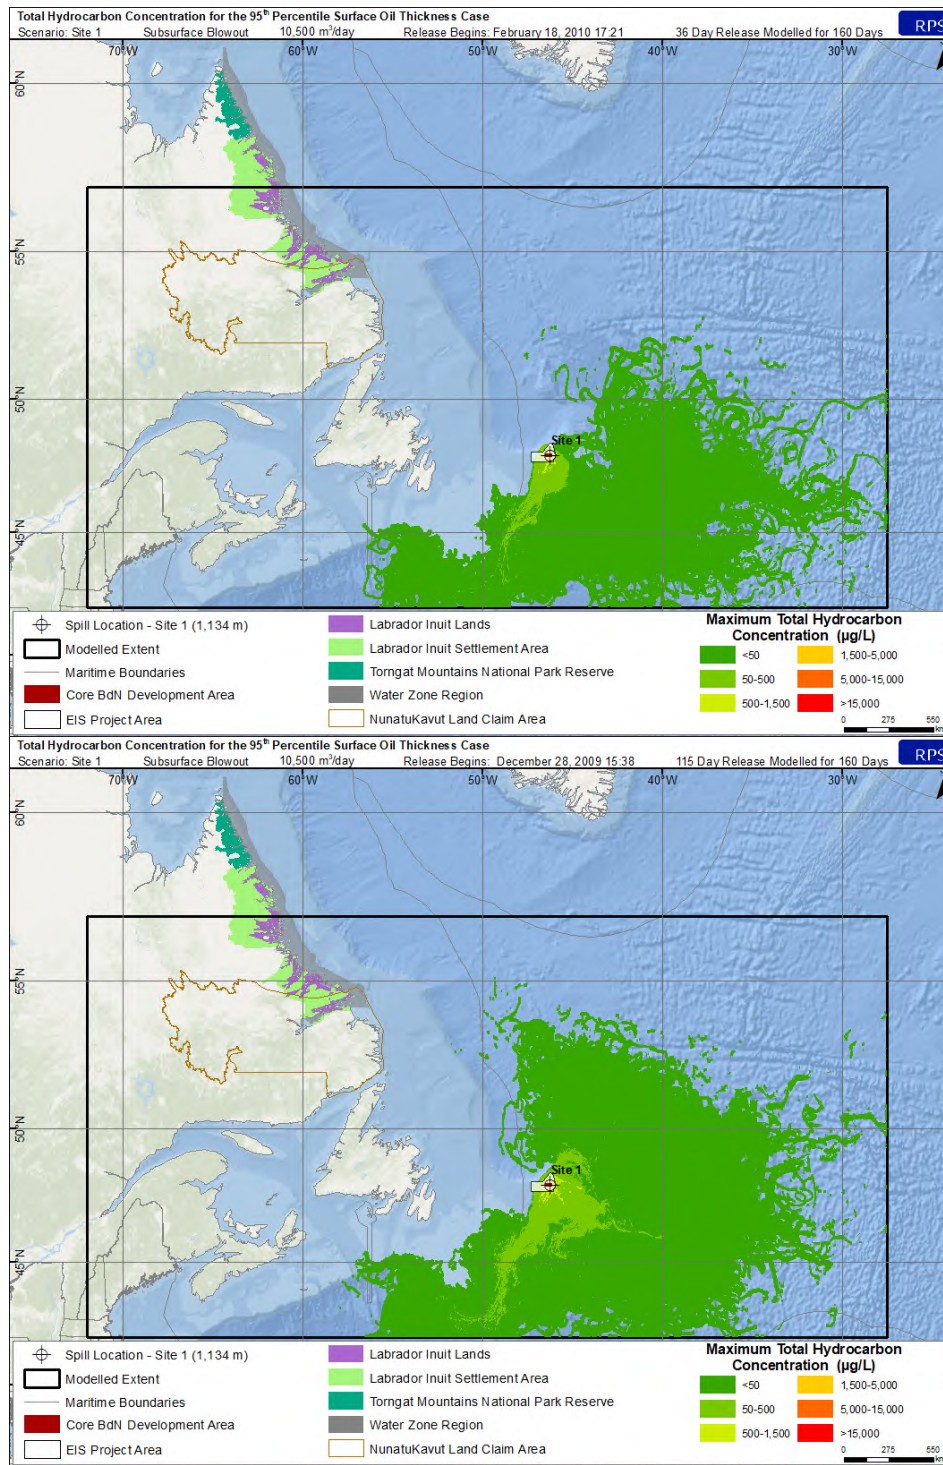 Total Hydrocarbon Concentration for the 95th Percentile Surface Oil Thickness Case
Scenario: Site 1 Subsurface Blowout 10,500 m³/day Release Begins: February 18, 2010 17:21 36 Day Release Modelled for 160 Days
RPS
70°W 60°W 50°W 40°W 30°W
60°N
55°N
50°N
Site 1
45°N
Spill Location - Site 1 (1,134 m)
Modelled Extent
Maritime Boundaries
Core BdN Development Area
EIS Project Area
Labrador Inuit Lands
Labrador Inuit Settlement Area
Torngat Mountains National Park Reserve
Water Zone Region
NunatuKavut Land Claim Area
Maximum Total Hydrocarbon
Concentration (µg/L)
<50 1,500-5,000
50-500 5,000-15,000
500-1,500 >15,000
0 275 550
km
Total Hydrocarbon Concentration for the 95th Percentile Surface Oil Thickness Case
Scenario: Site 1 Subsurface Blowout 10,500 m³/day Release Begins: December 28, 2009 15:38 115 Day Release Modelled for 160 Days
RPS
70°W 60°W 50°W 40°W 30°W
60°N
55°N
50°N
Site 1
45°N
Spill Location - Site 1 (1,134 m)
Modelled Extent
Maritime Boundaries
Core BdN Development Area
EIS Project Area
Labrador Inuit Lands
Labrador Inuit Settlement Area
Torngat Mountains National Park Reserve
Water Zone Region
NunatuKavut Land Claim Area
Maximum Total Hydrocarbon
Concentration (µg/L)
<50 1,500-5,000
50-500 5,000-15,000
500-1,500 >15,000
0 275 550
km